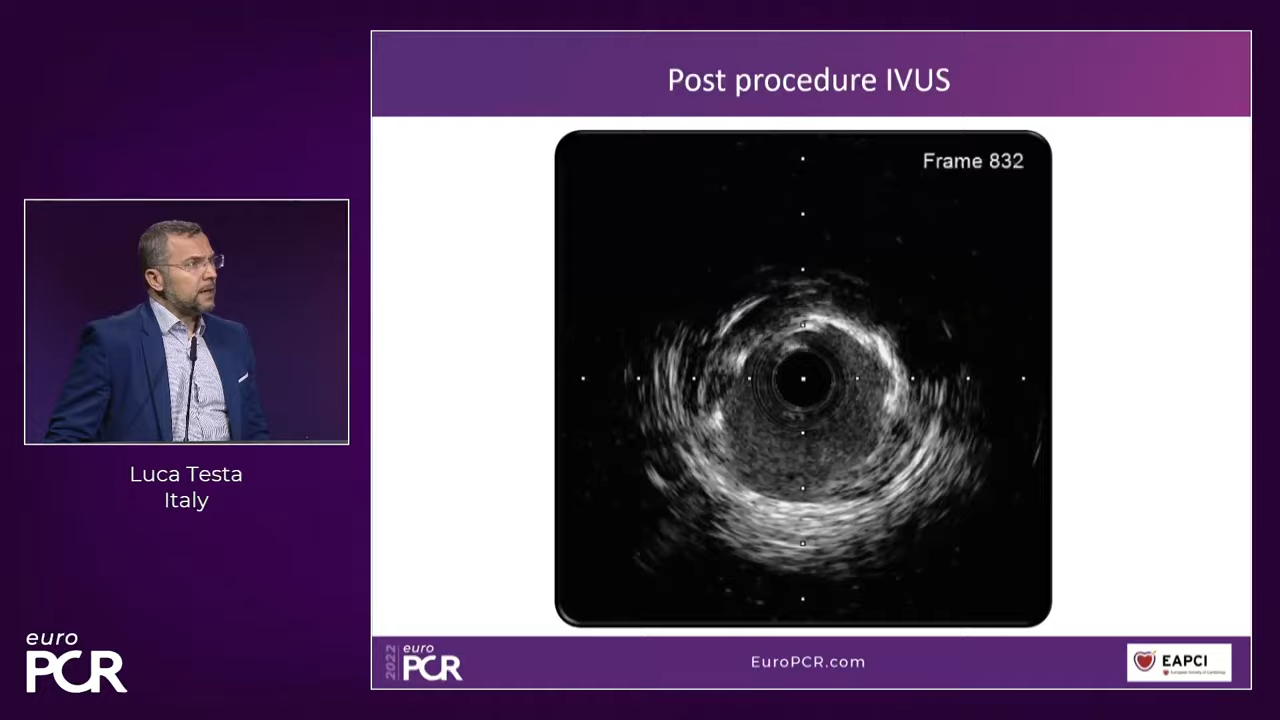 Post procedure IVUS
Frame 832
Luca Testa
Italy
euro
PCR
2022
euro
PCR
EuroPCR.com
EAPCI